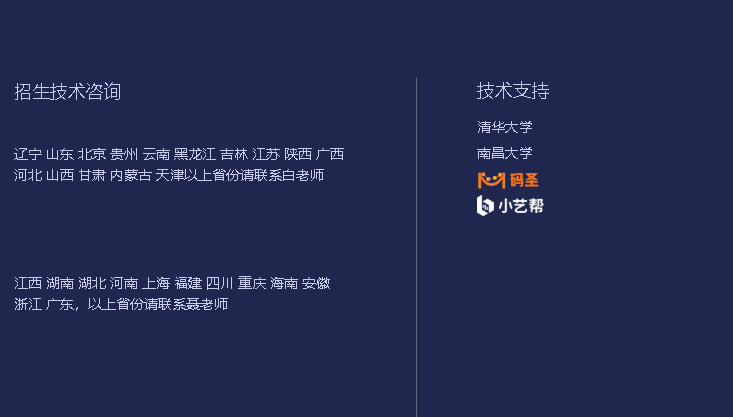 招生技术咨询
辽宁 山东 北京 贵州 云南 黑龙江 吉林 江苏 陕西 广西
河北 山西 甘肃 内蒙古 天津以上省份请联系白老师
江西 湖南 湖北 河南 上海 福建 四川 重庆 海南 安徽
浙江 广东，以上省份请联系聂老师
技术支持
清华大学
南昌大学
码圣
小艺帮